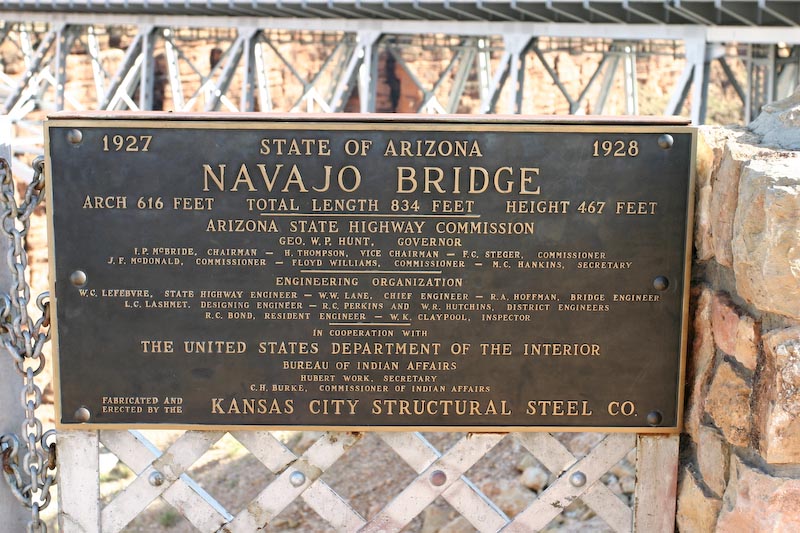 1927 STATE OF ARIZONA 1928
NAVAJO BRIDGE
ARCH 616 FEET TOTAL LENGTH 834 FEET HEIGHT 467 FEET
ARIZONA STATE HIGHWAY COMMISSION
GEO. W.P. HUNT, GOVERNOR
I.P. McBRIDE, CHAIRMAN – H. THOMPSON, VICE CHAIRMAN – F.C. STEGER, COMMISSIONER
J.F. McDONALD, COMMISSIONER – FLOYD WILLIAMS, COMMISSIONER – M.C. HANKINS, SECRETARY
ENGINEERING ORGANIZATION
W.C. LEFEBVRE, STATE HIGHWAY ENGINEER – W.W. LANE, CHIEF ENGINEER – R.A. HOFFMAN, BRIDGE ENGINEER
L.C. LASHMET, DESIGNING ENGINEER – R.C. PERKINS AND W.R. HUTCHINS, DISTRICT ENGINEERS
R.C. BOND, RESIDENT ENGINEER – W.K. CLAYPOOL, INSPECTOR
IN COOPERATION WITH
THE UNITED STATES DEPARTMENT OF THE INTERIOR
BUREAU OF INDIAN AFFAIRS
HUBERT WORK, SECRETARY
C.H. BURKE, COMMISSIONER OF INDIAN AFFAIRS
FABRICATED AND
ERECTED BY THE KANSAS CITY STRUCTURAL STEEL CO.